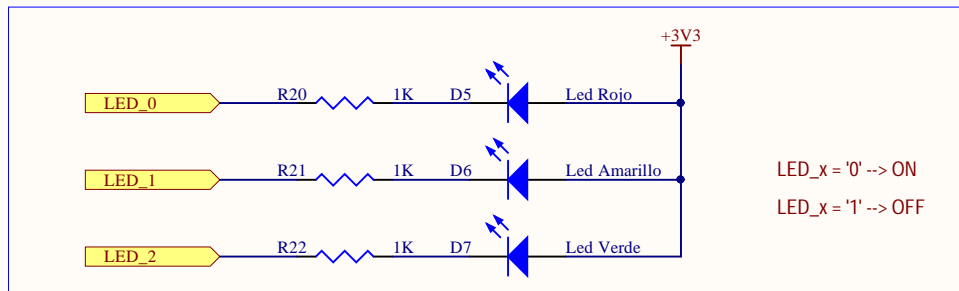 +3V3
LED_0 R20 1K D5 Led Rojo
LED_1 R21 1K D6 Led Amarillo
LED_2 R22 1K D7 Led Verde
LED_x = '0' --> ON
LED_x = '1' --> OFF